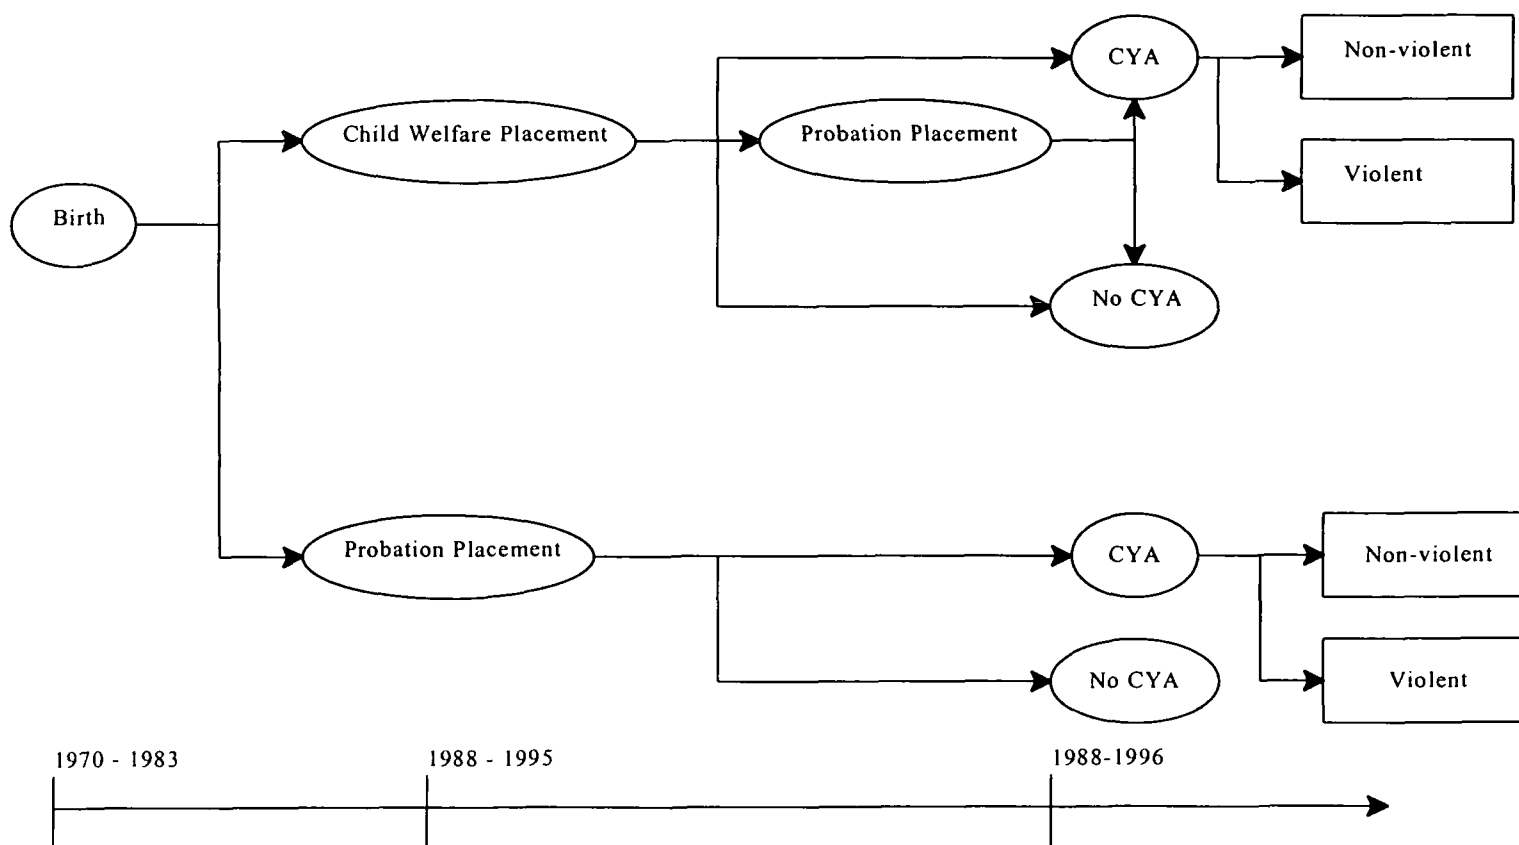 CYA
Non-violent
Child Welfare Placement
Probation Placement
Violent
Birth
No CYA
Probation Placement
CYA
Non-violent
No CYA
Violent
1970 - 1983
1988 - 1995
1988-1996